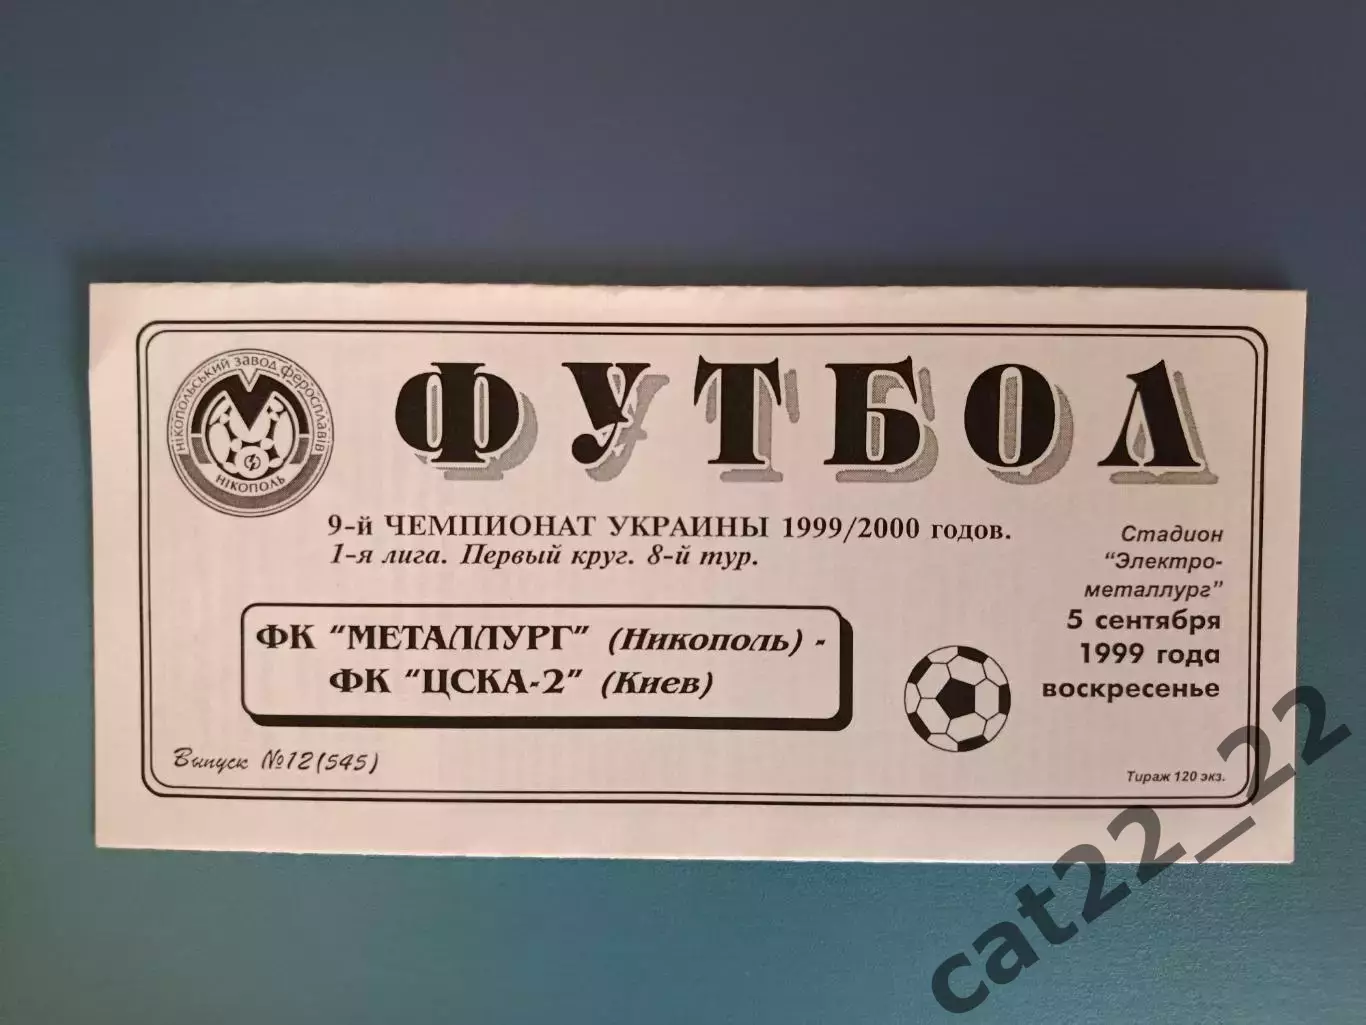 НІКОПОЛЬСЬКИЙ ЗАВОД ФЕРОСПЛАВІВ
НІКОПОЛЬ
ФУТБОЛ
9-й ЧЕМПИОНАТ УКРАИНЫ 1999/2000 годов.
1-я лига. Первый круг. 8-й тур.
ФК "МЕТАЛЛУРГ" (Никополь) -
ФК "ЦСКА-2" (Киев)
Стадион
"Электро-
металлург"
5 сентября
1999 года
воскресенье
Выпуск №12(545)
Тираж 120 экз.
cat22_22